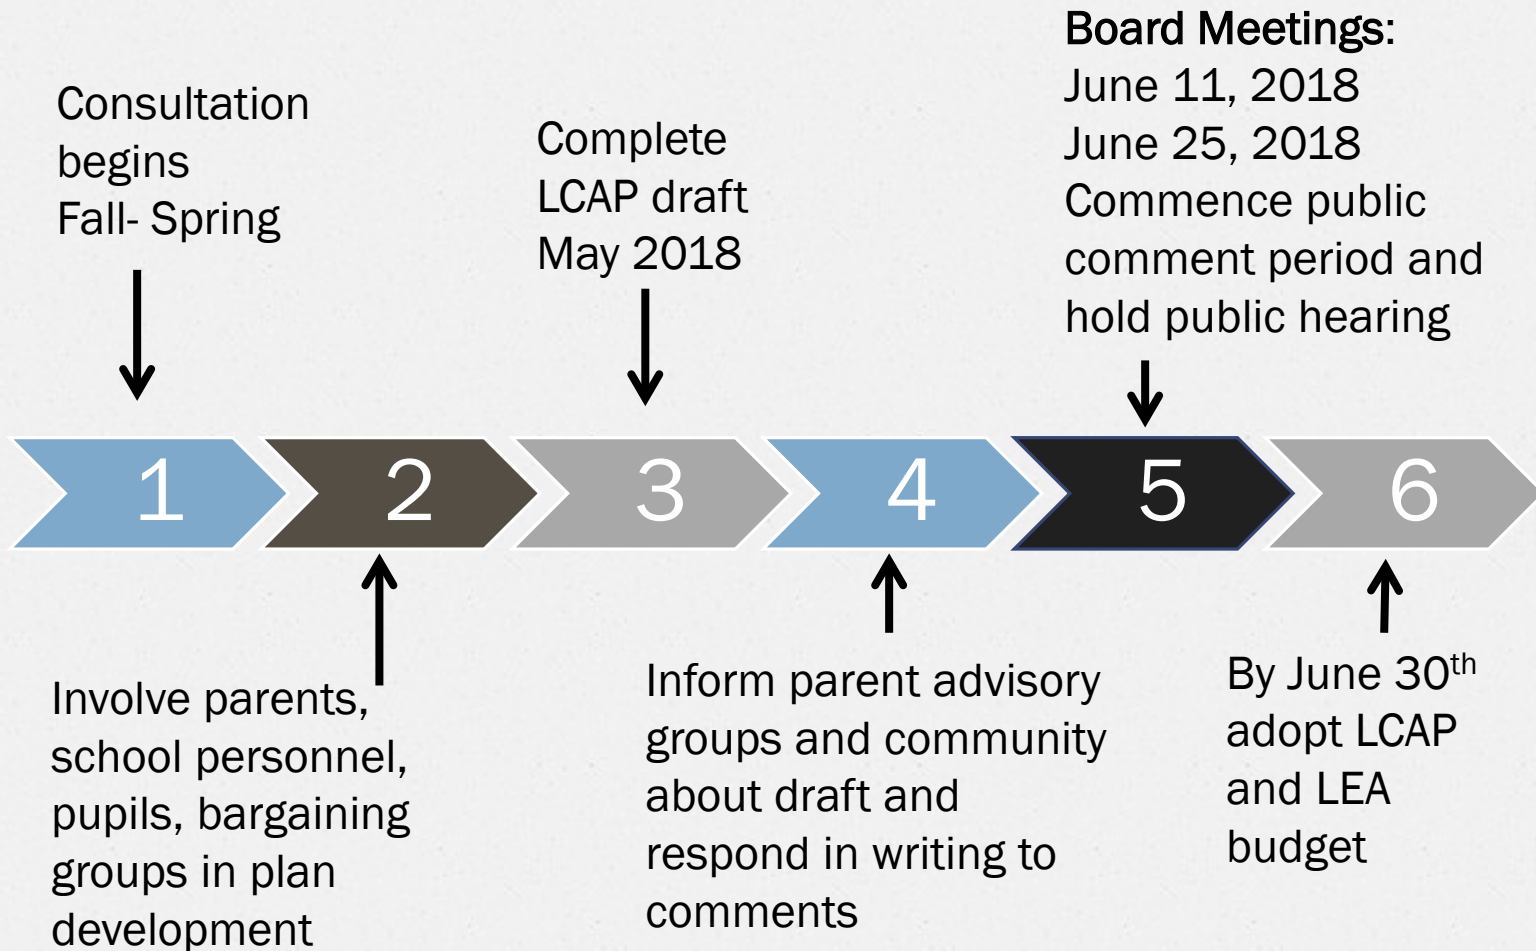 Consultation
begins
Fall- Spring
Complete
LCAP draft
May 2018
Board Meetings:
June 11, 2018
June 25, 2018
Commence public
comment period and
hold public hearing
1
2
3
4
5
6
Involve parents,
school personnel,
pupils, bargaining
groups in plan
development
Inform parent advisory
groups and community
about draft and
respond in writing to
comments
By June 30th
adopt LCAP
and LEA
budget